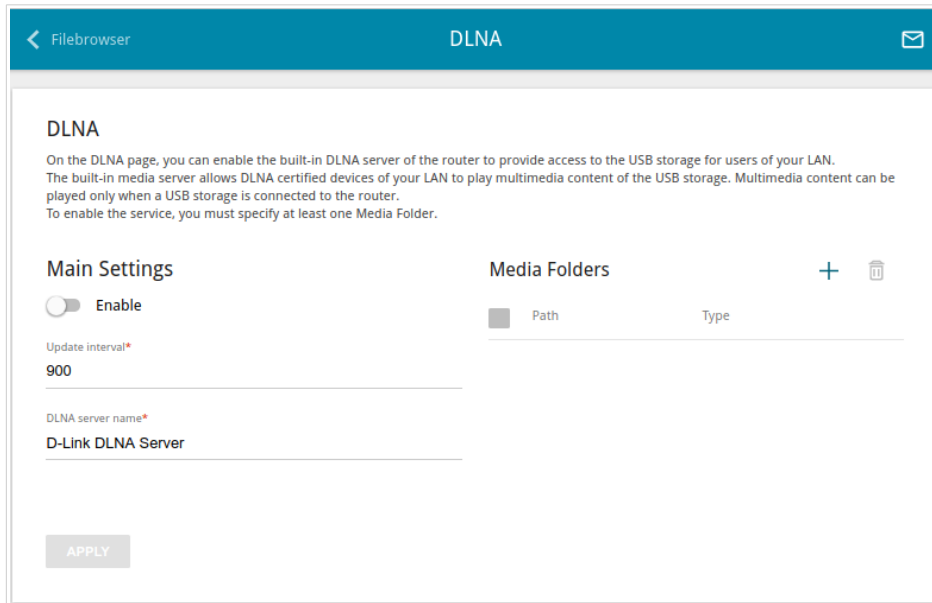 Filebrowser
DLNA
DLNA
On the DLNA page, you can enable the built-in DLNA server of the router to provide access to the USB storage for users of your LAN.
The built-in media server allows DLNA certified devices of your LAN to play multimedia content of the USB storage. Multimedia content can be
played only when a USB storage is connected to the router.
To enable the service, you must specify at least one Media Folder.
Main Settings
Enable
Update interval*
900
DLNA server name*
D-Link DLNA Server
APPLY
Media Folders
Path
Type